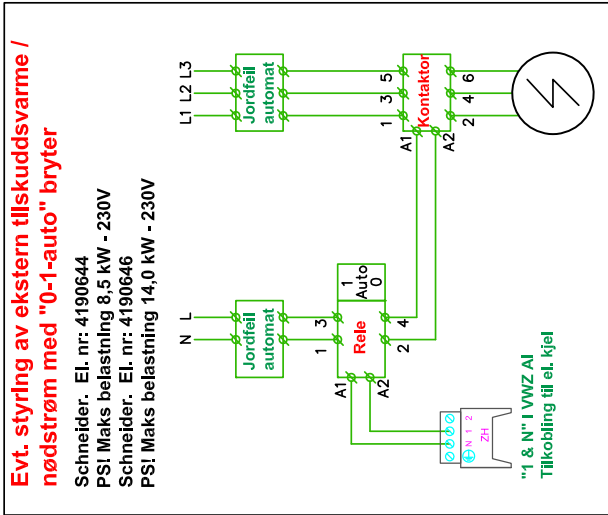 Evt. styring av ekstern tilskuddsvarme /
nødstrøm med "0-1-auto" bryter
Schneider. El. nr: 4190644
PS! Maks belastning 8,5 kW - 230V
Schneider. El. nr: 4190646
PS! Maks belastning 14,0 kW - 230V
N L
L1 L2 L3
Jordfeil
automat
Jordfeil
automat
1 3
Rele
1
Auto
0
2 4
A1
A2
1 3 5
Kontaktor
A1
A2
2 4 6
N 1 2
ZH
"1 & N" I VWZ AI
Tilkobling til el. kjel